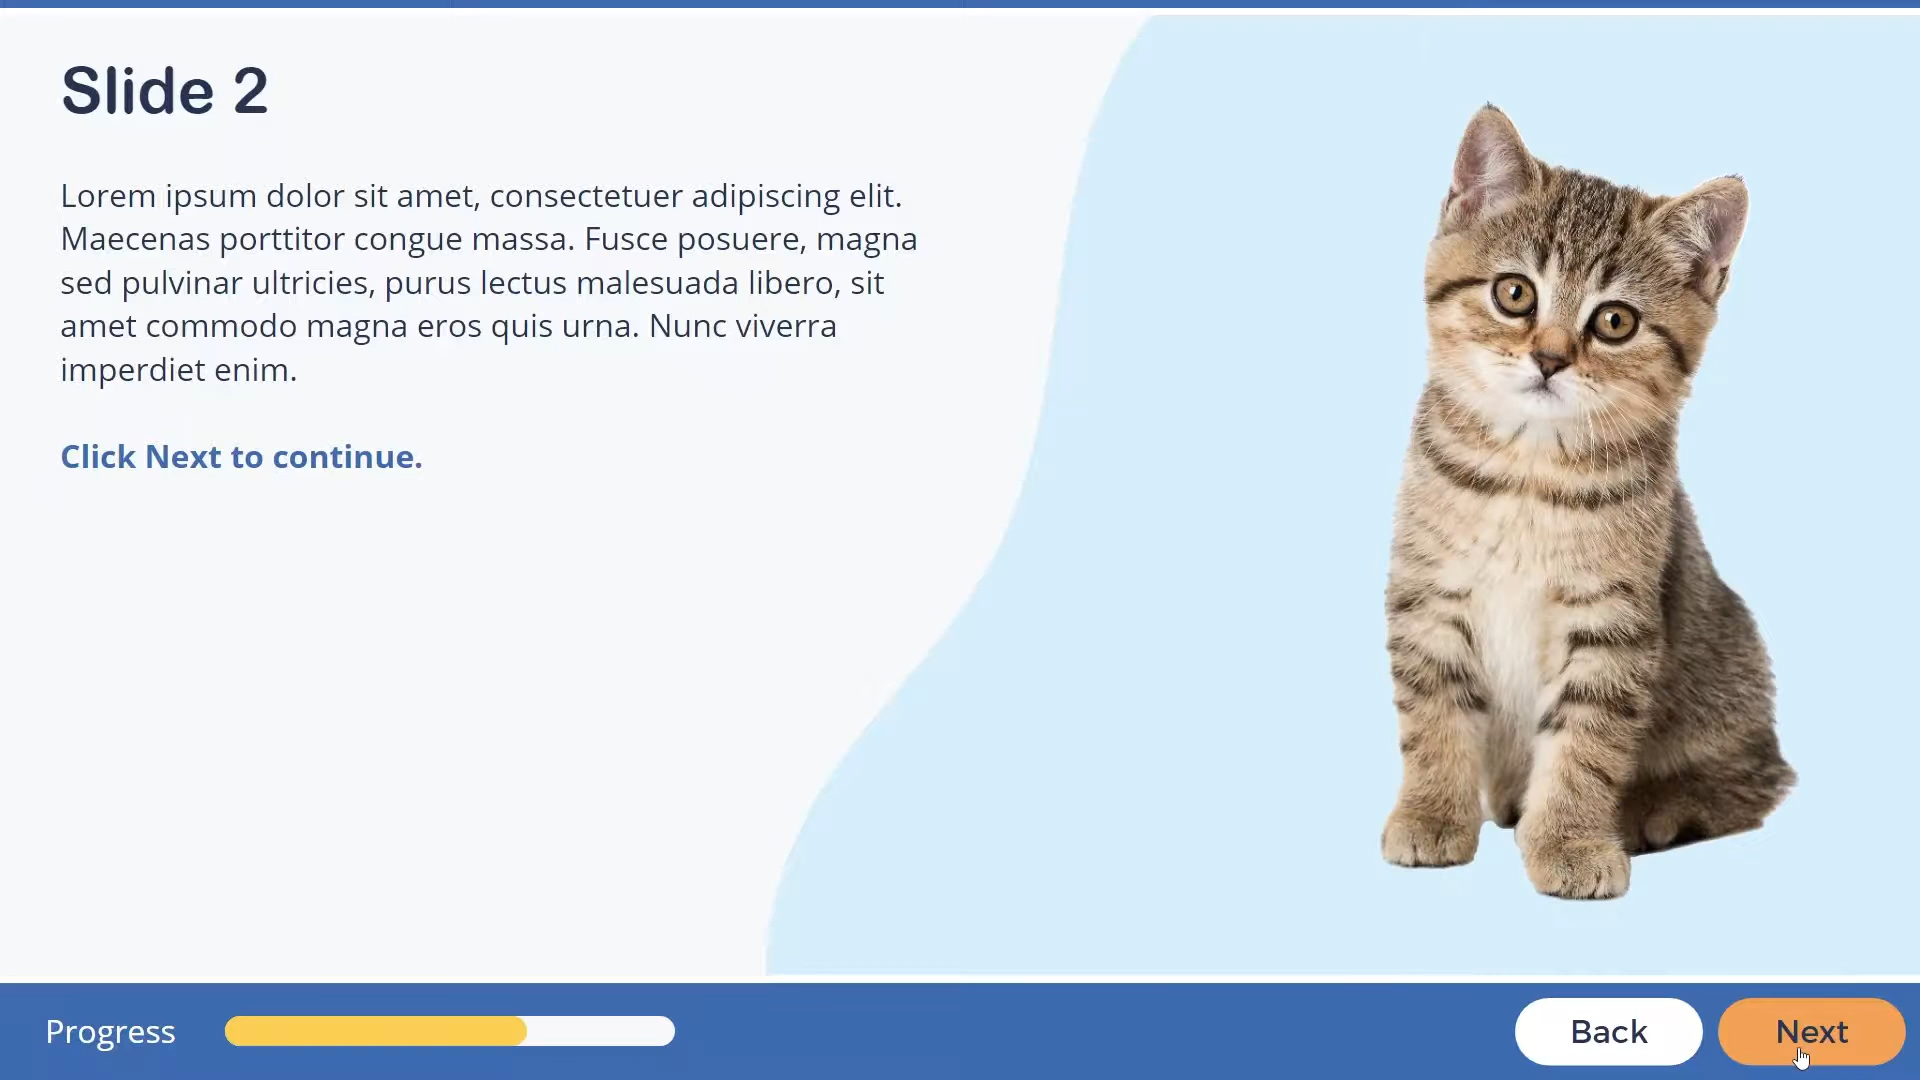 Slide 2
Lorem ipsum dolor sit amet, consectetuer adipiscing elit.
Maecenas porttitor congue massa. Fusce posuere, magna
sed pulvinar ultricies, purus lectus malesuada libero, sit
amet commodo magna eros quis urna. Nunc viverra
imperdiet enim.
Click Next to continue.
Progress
Back
Next